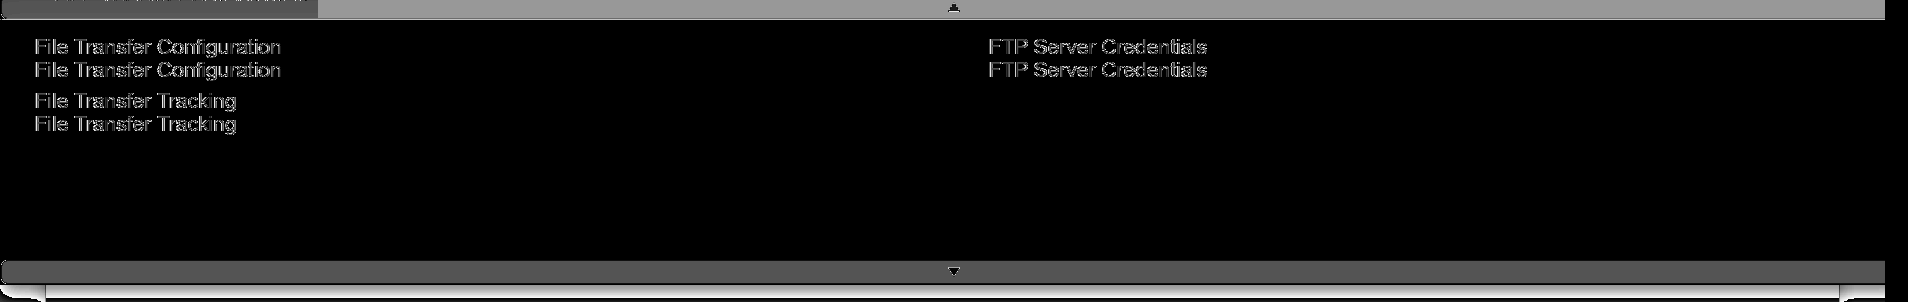 File Transfer Configuration
File Transfer Configuration
File Transfer Tracking
File Transfer Tracking
FTP Server Credentials
FTP Server Credentials